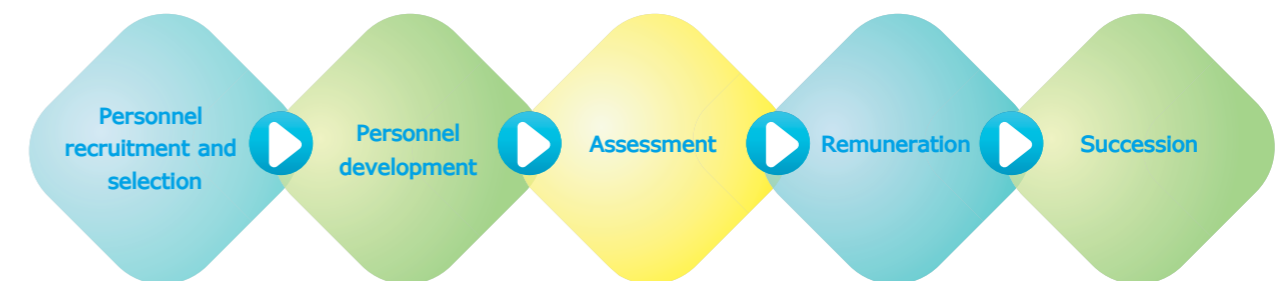 Personnel
recruitment and
selection
Personnel
development
Assessment
Remuneration
Succession